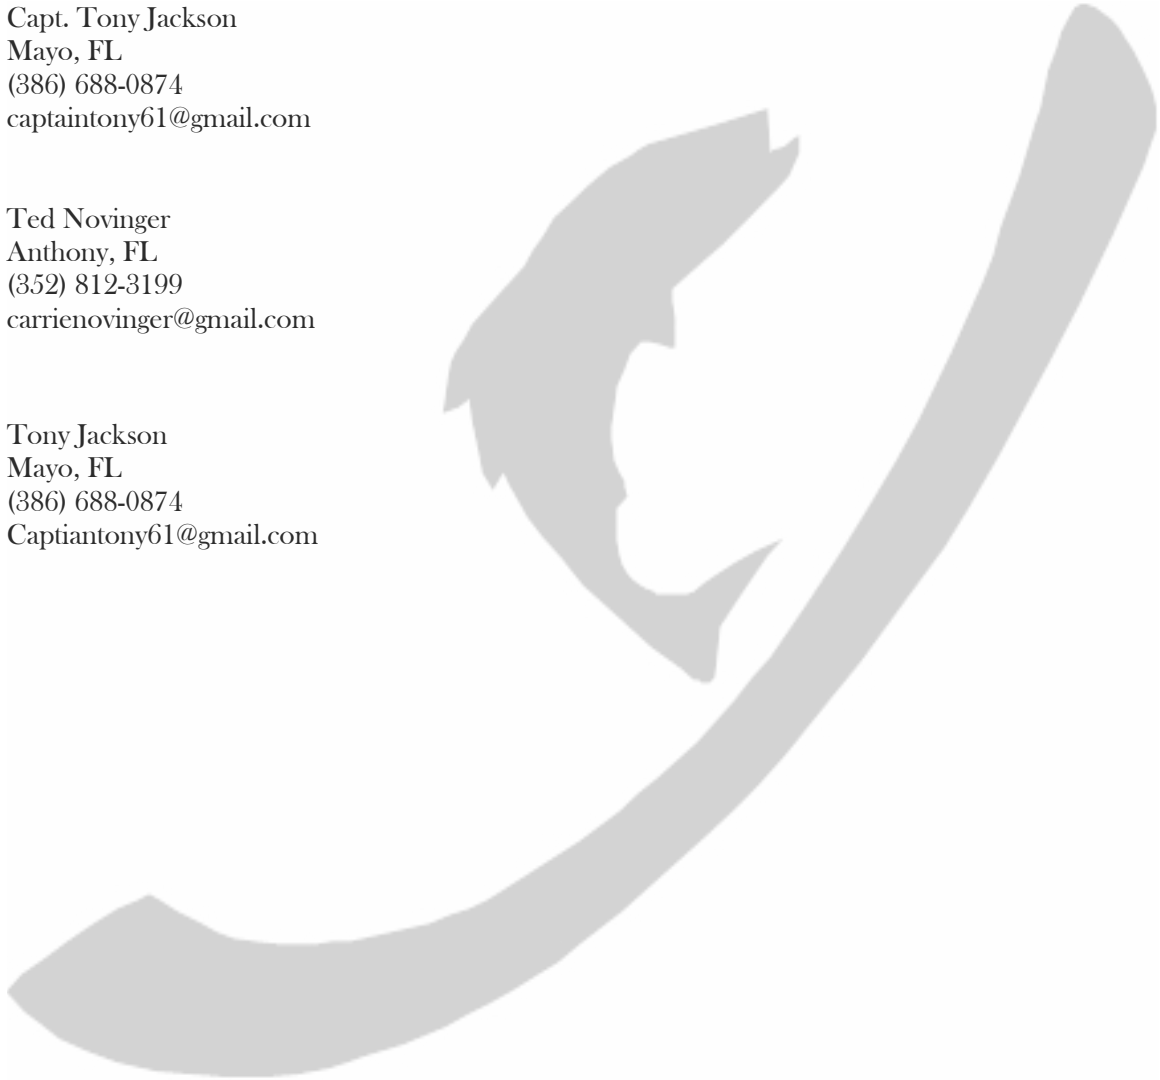 Capt. Tony Jackson
Mayo, FL
(386) 688-0874
captaintony61@gmail.com
Ted Novinger
Anthony, FL
(352) 812-3199
carrienovinger@gmail.com
Tony Jackson
Mayo, FL
(386) 688-0874
Captiantony61@gmail.com